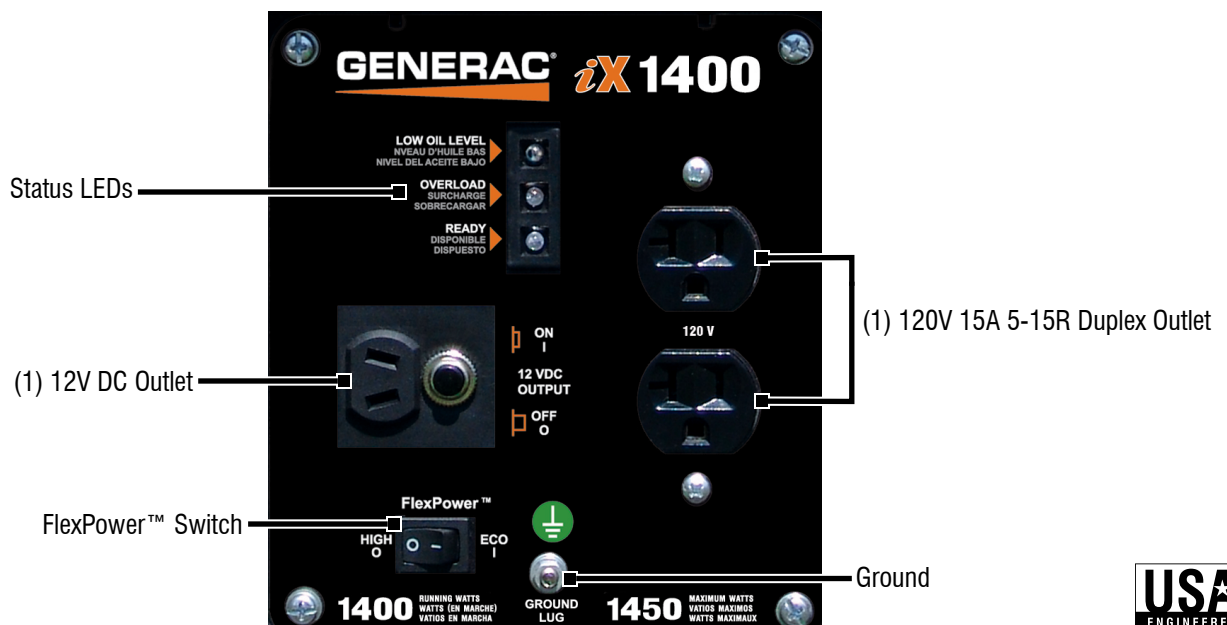 GENERAC® iX 1400
LOW OIL LEVEL
NVEAU D'HUILE BAS
NIVEL DEL ACEITE BAJO
Status LEDs
OVERLOAD
SURCHARGE
SOBRECARGAR
READY
DISPONIBLE
DISPUESTO
120 V
(1) 120V 15A 5-15R Duplex Outlet
(1) 12V DC Outlet
ON
I
12 VDC
OUTPUT
OFF
O
FlexPower™ Switch
FlexPower™
HIGH
O
O –
ECO
I
Ground
1400
RUNNING WATTS
WATTS (EN MARCHE)
VATIOS EN MARCHA
GROUND
LUG
1450
MAXIMUM WATTS
VATIOS MAXIMOS
WATTS MAXIMAUX
USA
ENGINEERE